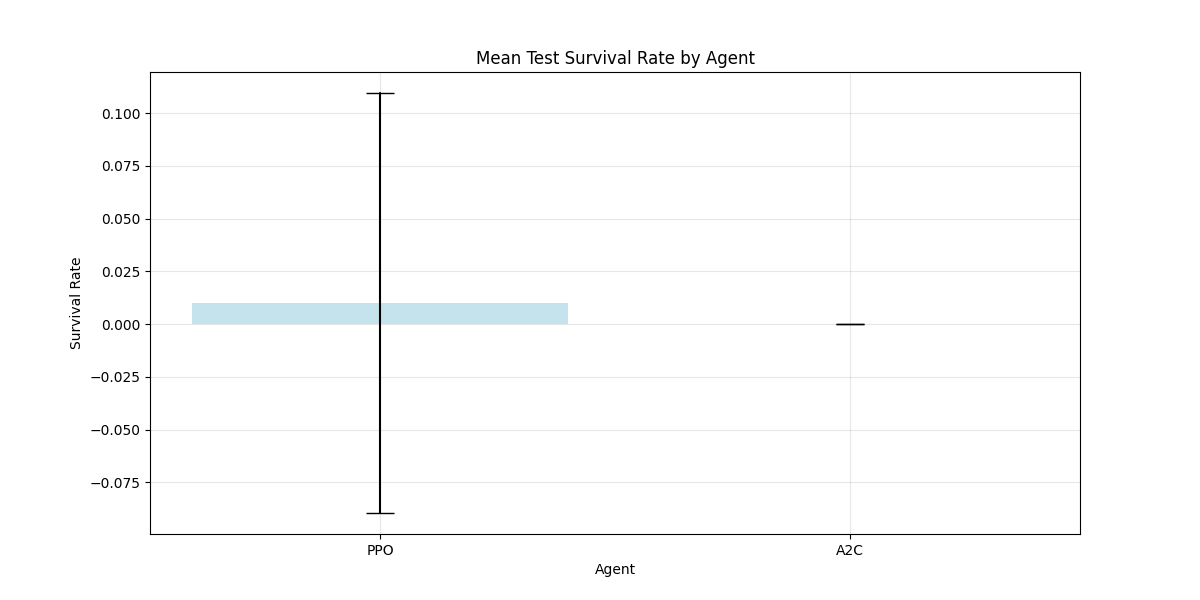 Mean Test Survival Rate by Agent
0.100
0.075
0.050
0.025
0.000
−0.025
−0.050
−0.075
Survival Rate
PPO
A2C
Agent